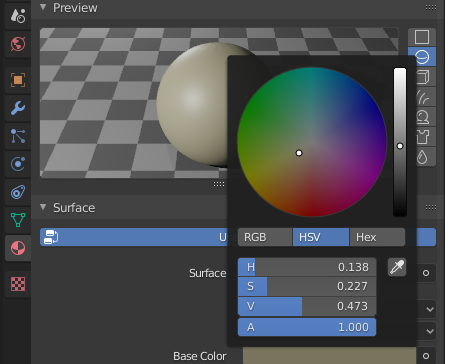 Preview
Surface
U
RGB HSV Hex
Surface
H 0.138
S 0.227
V 0.473
A 1.000
Base Color